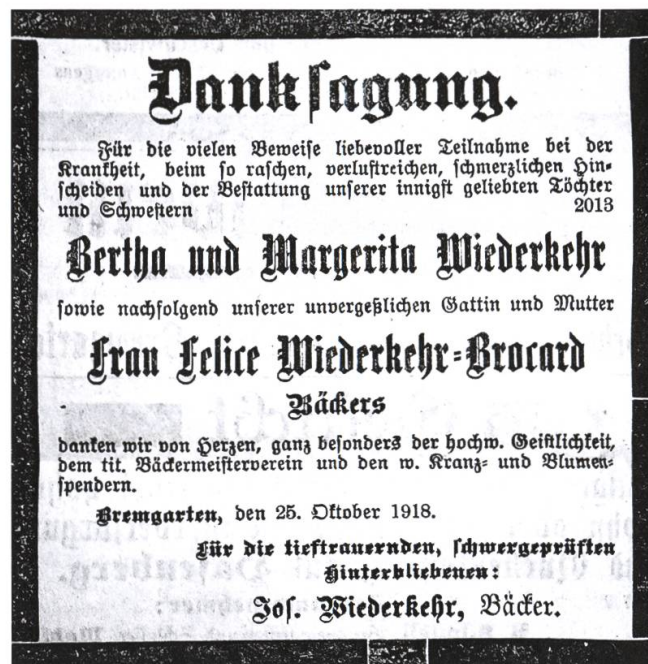 Dankſagung.
Für die vielen Beweiſe liebevoller Teilnahme bei der
Krankheit, beim ſo raſchen, verluſtreichen, ſchmerzlichen Hin-
ſcheiden und der Beſtattung unſerer innigſt geliebten Töchter
und Schweſtern 2013
Bertha und Margerita Wiederkehr
ſowie nachfolgend unſerer unvergeßlichen Gattin und Mutter
Frau Felice Wiederkehr-Brocard
Bäckers
danken wir von Herzen, ganz beſonders der hochw. Geiſtlichkeit,
dem tit. Bäckermeiſterverein und den w. Kranz- und Blumen-
ſpendern.
Bremgarten, den 25. Oktober 1918.
Für die tieftrauernden, ſchwergeprüften
Hinterbliebenen:
Joſ. Wiederkehr, Bäcker.